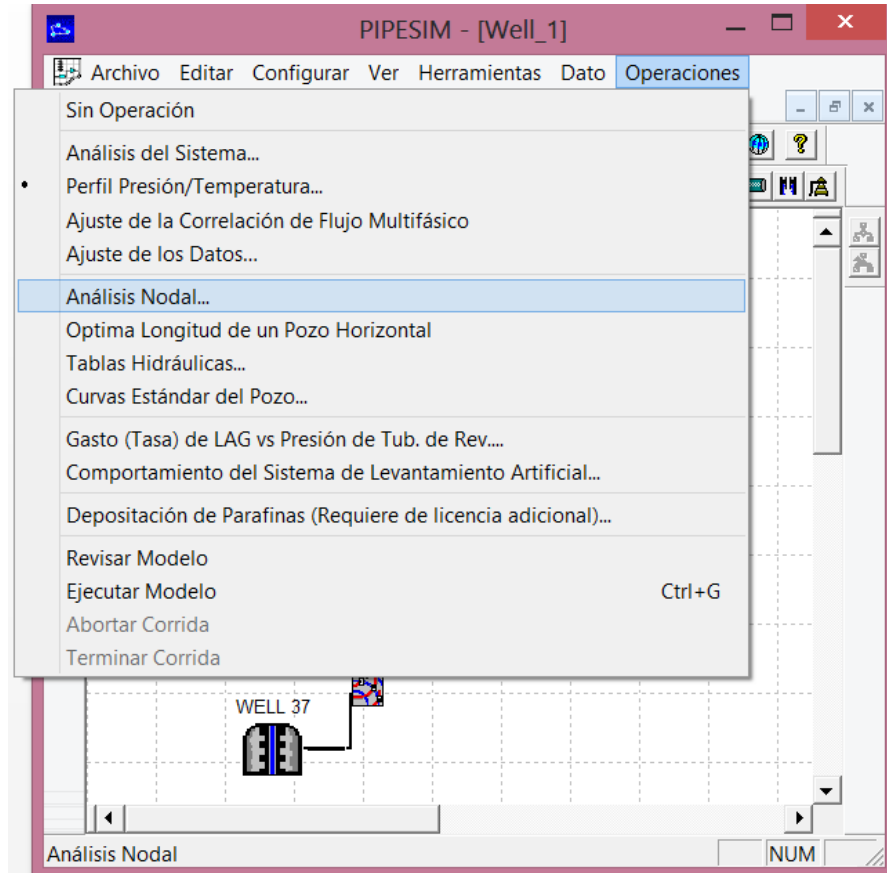 PIPESIM - [Well_1]
Archivo Editar Configurar Ver Herramientas Dato Operaciones
Sin Operación
Análisis del Sistema...
Perfil Presión/Temperatura...
Ajuste de la Correlación de Flujo Multifásico
Ajuste de los Datos...
Análisis Nodal...
Optima Longitud de un Pozo Horizontal
Tablas Hidráulicas...
Curvas Estándar del Pozo...
Gasto (Tasa) de LAG vs Presión de Tub. de Rev....
Comportamiento del Sistema de Levantamiento Artificial...
Depositación de Parafinas (Requiere de licencia adicional)...
Revisar Modelo
Ejecutar Modelo Ctrl+G
Abortar Corrida
Terminar Corrida
WELL 37
Análisis Nodal NUM